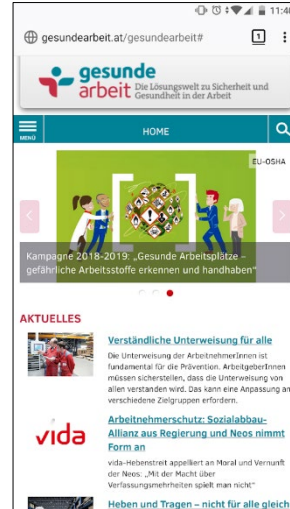 11:40
gesundearbeit.at/gesundearbeit#
1
gesunde
arbeit
Die Lösungswelt zu Sicherheit und
Gesundheit in der Arbeit
MENÜ
HOME
EU-OSHA
Kampagne 2018-2019: „Gesunde Arbeitsplätze –
gefährliche Arbeitsstoffe erkennen und handhaben“
AKTUELLES
Verständliche Unterweisung für alle
Die Unterweisung der ArbeitnehmerInnen ist
fundamental für die Prävention. ArbeitgeberInnen
müssen sicherstellen, dass die Unterweisung von
allen verstanden wird. Das kann eine Anpassung an
verschiedene Zielgruppen erfordern.
vida
Arbeitnehmerschutz: Sozialabbau-
Allianz aus Regierung und Neos nimmt
Form an
vida-Hebenstreit appelliert an Moral und Vernunft
der Neos: „Mit der Macht über
Verfassungsmehrheiten spielt man nicht“
Heben und Tragen – nicht für alle gleich